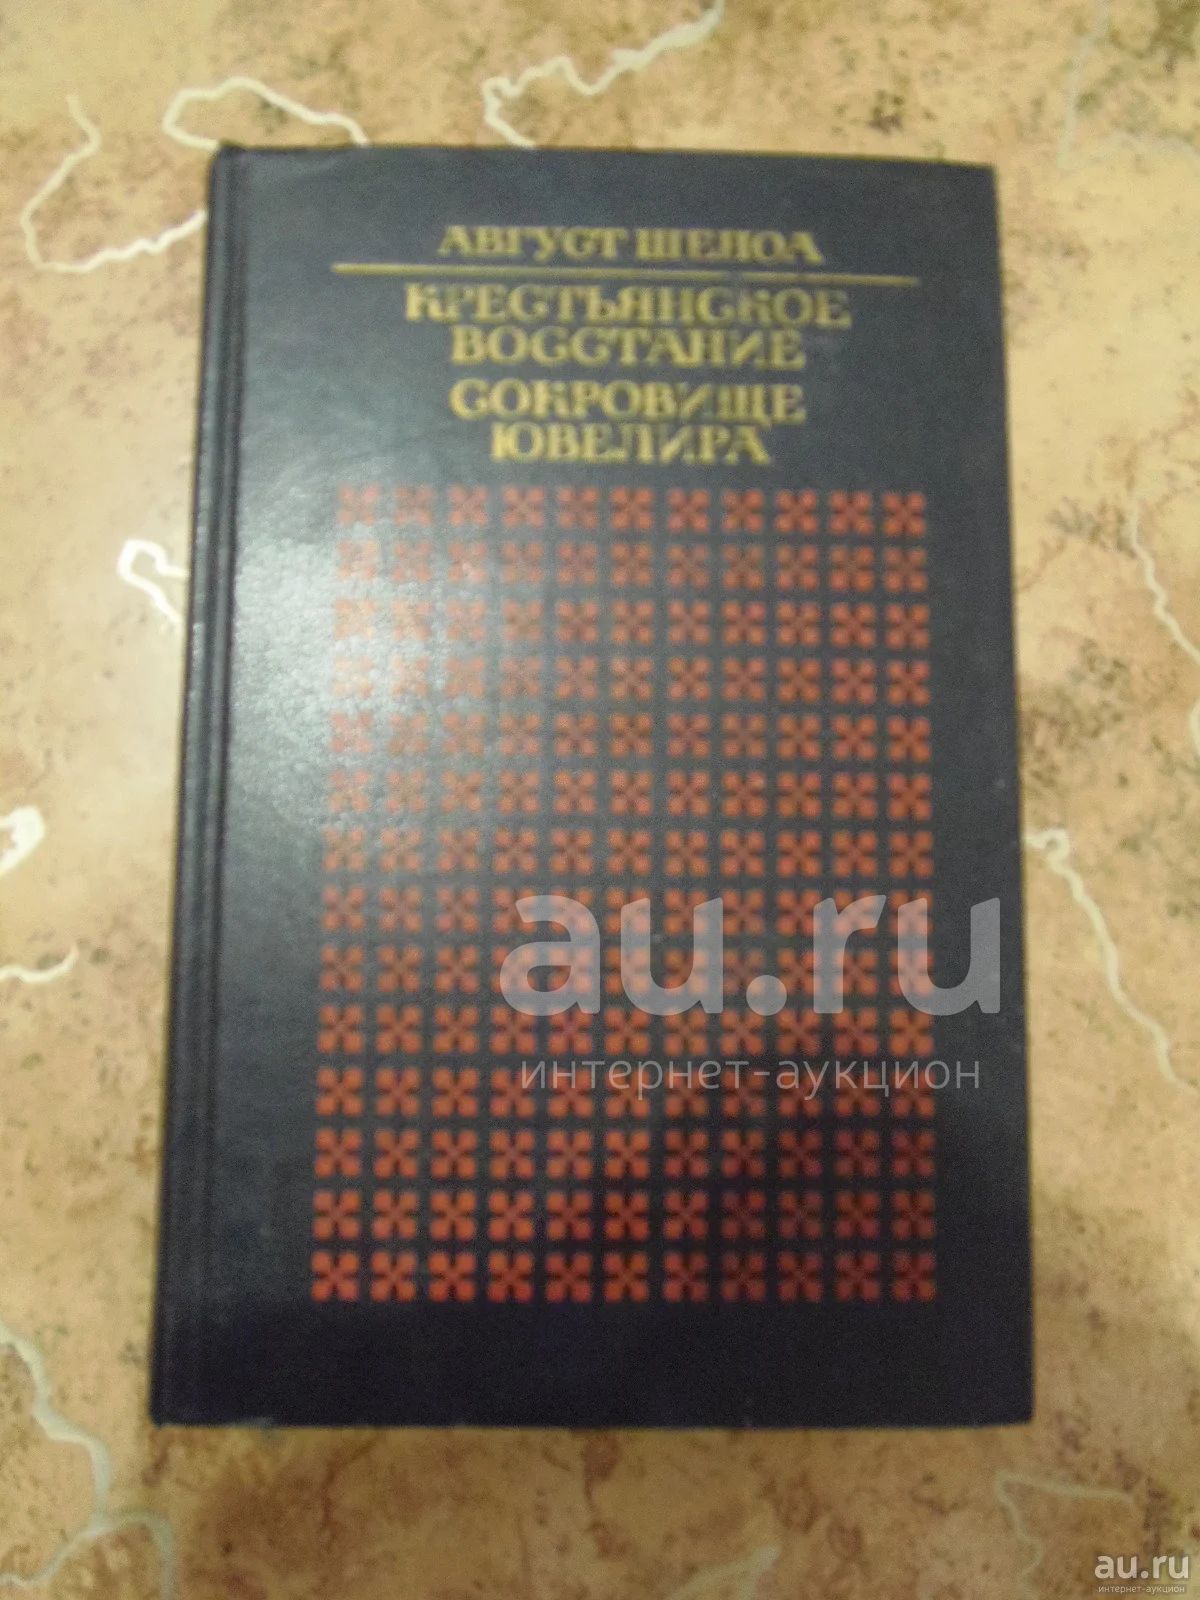 АВГУСТ ШЕНОА
КРЕСТЬЯНСКОЕ
ВОССТАНИЕ
СОКРОВИЩЕ
ЮВЕЛИРА
au.ru
интернет-аукцион
au.ru
интернет-аукцион